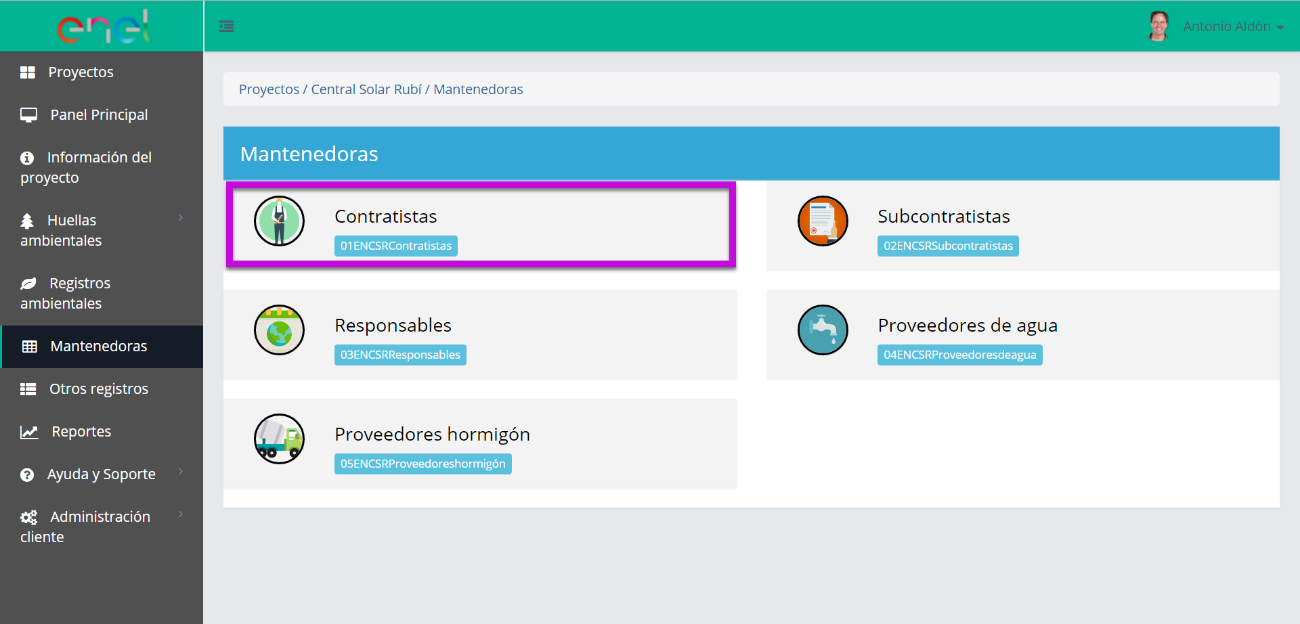 enel
Antonio Aldón
Proyectos
Panel Principal
Información del
proyecto
Huellas
ambientales
Registros
ambientales
Mantenedoras
Otros registros
Reportes
Ayuda y Soporte
Administración
cliente
Proyectos / Central Solar Rubí / Mantenedoras
Mantenedoras
Contratistas
01ENCSRContratistas
Subcontratistas
02ENCSRSubcontratistas
Responsables
03ENCSRResponsables
Proveedores de agua
04ENCSRProveedoresdeagua
Proveedores hormigón
05ENCSRProveedoreshormigón